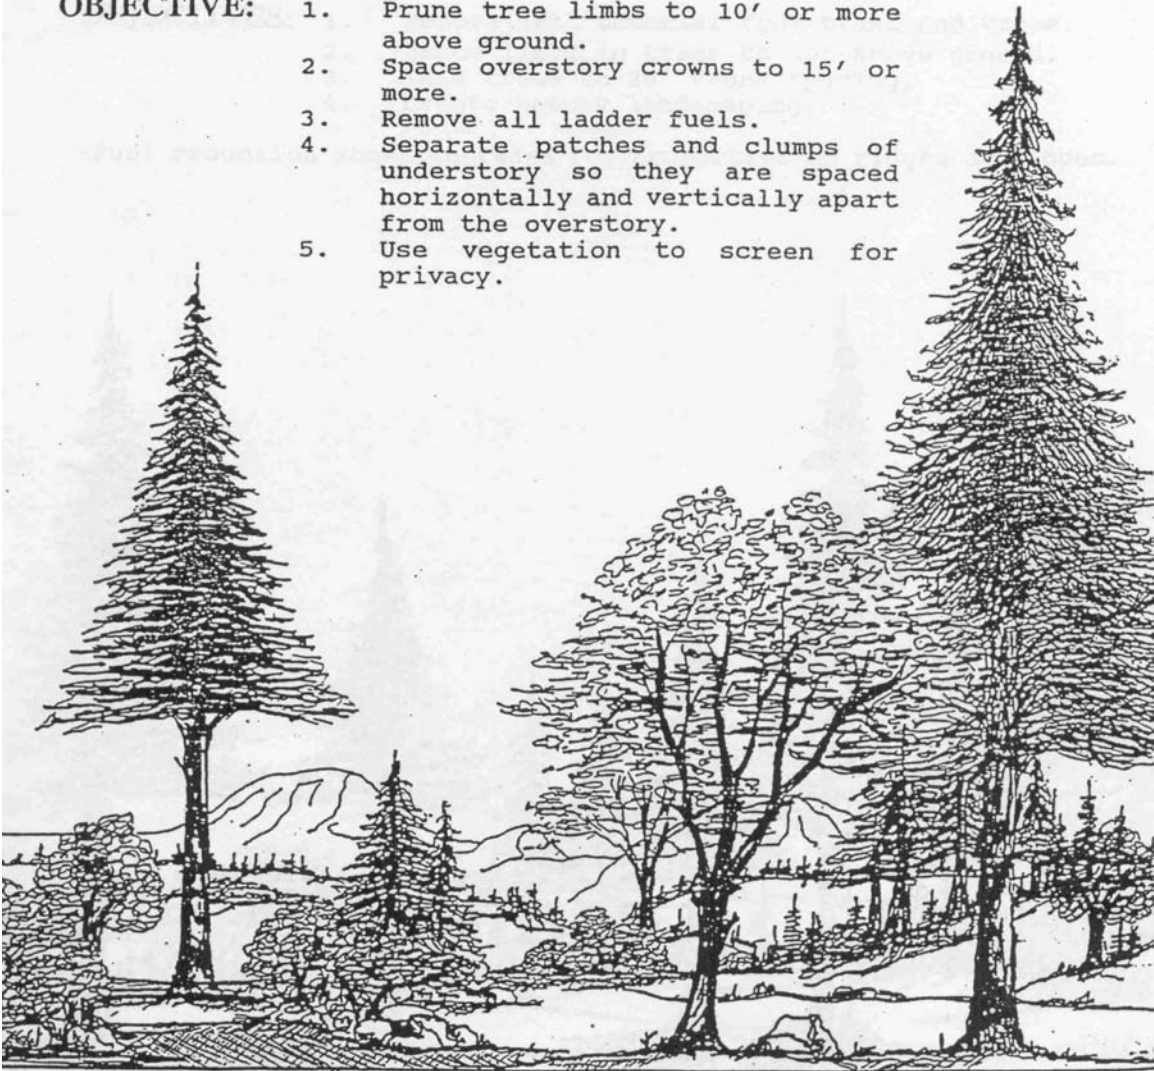 OBJECTIVE: 1. Prune tree limbs to 10' or more
above ground.
2. Space overstory crowns to 15' or
more.
3. Remove all ladder fuels.
4. Separate patches and clumps of
understory so they are spaced
horizontally and vertically apart
from the overstory.
5. Use vegetation to screen for
privacy.